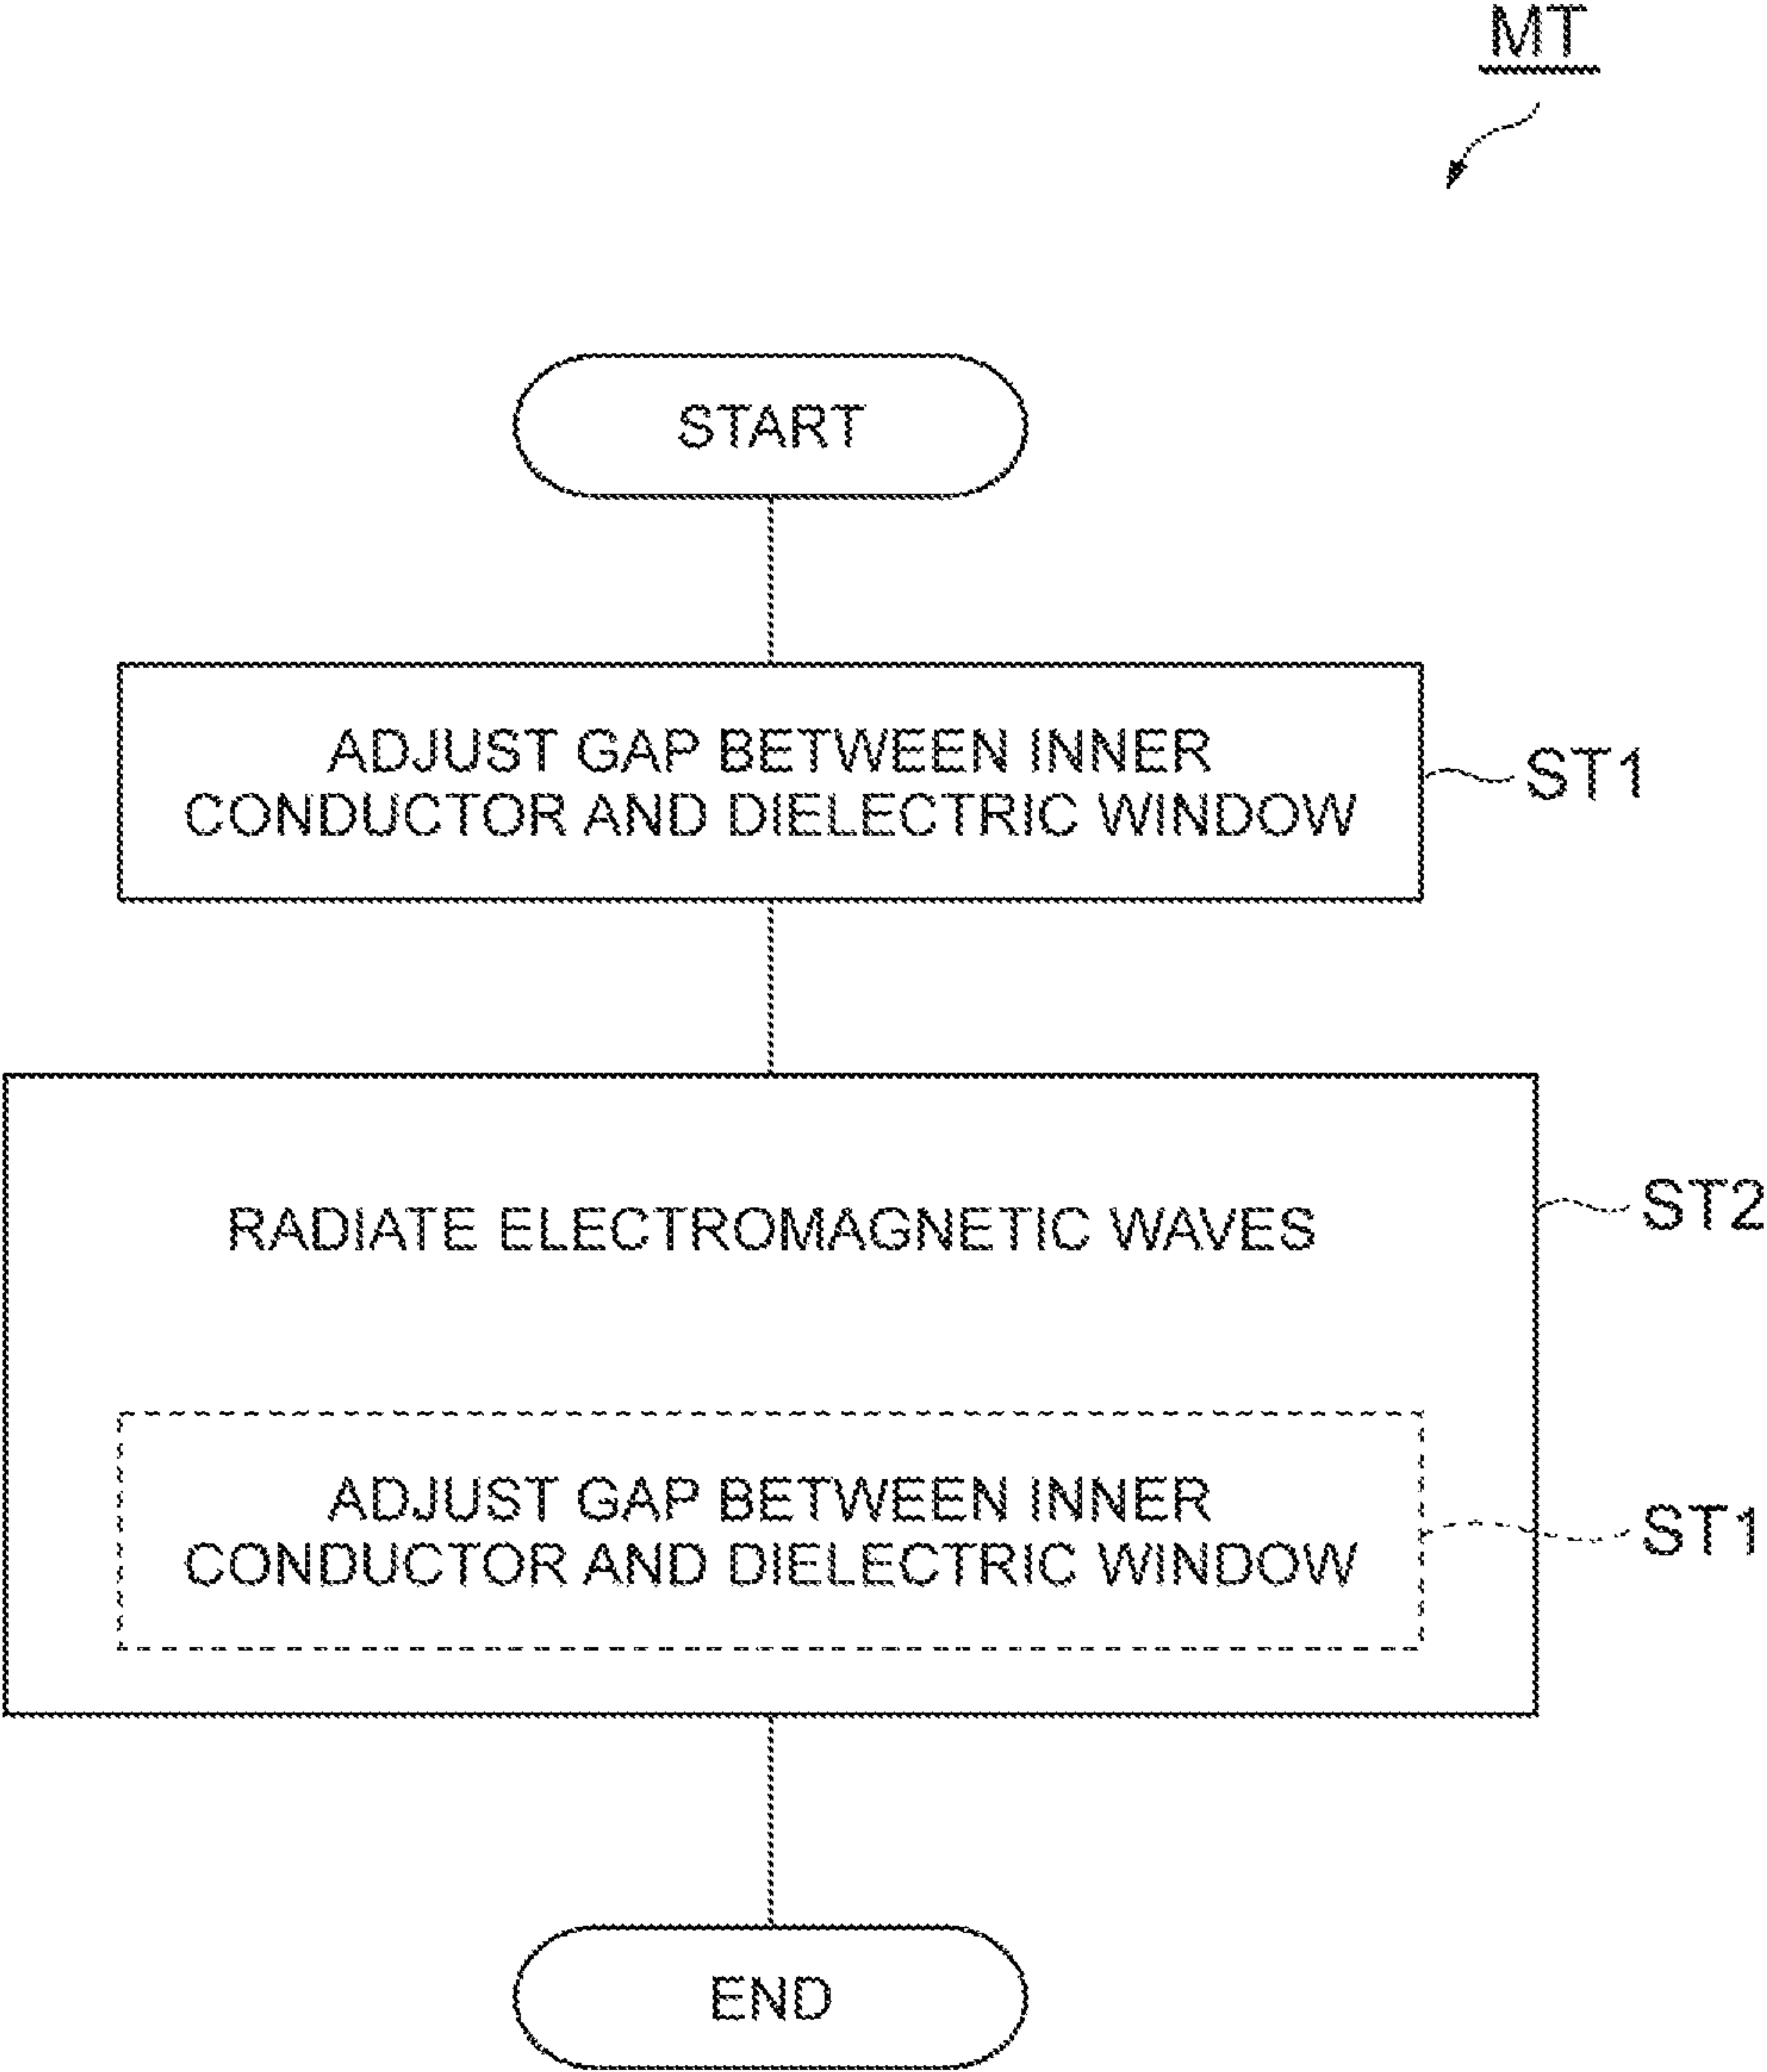 MT
START
ADJUST GAP BETWEEN INNER
CONDUCTOR AND DIELECTRIC WINDOW
ST1
RADIATE ELECTROMAGNETIC WAVES
ST2
ADJUST GAP BETWEEN INNER
CONDUCTOR AND DIELECTRIC WINDOW
ST1
END